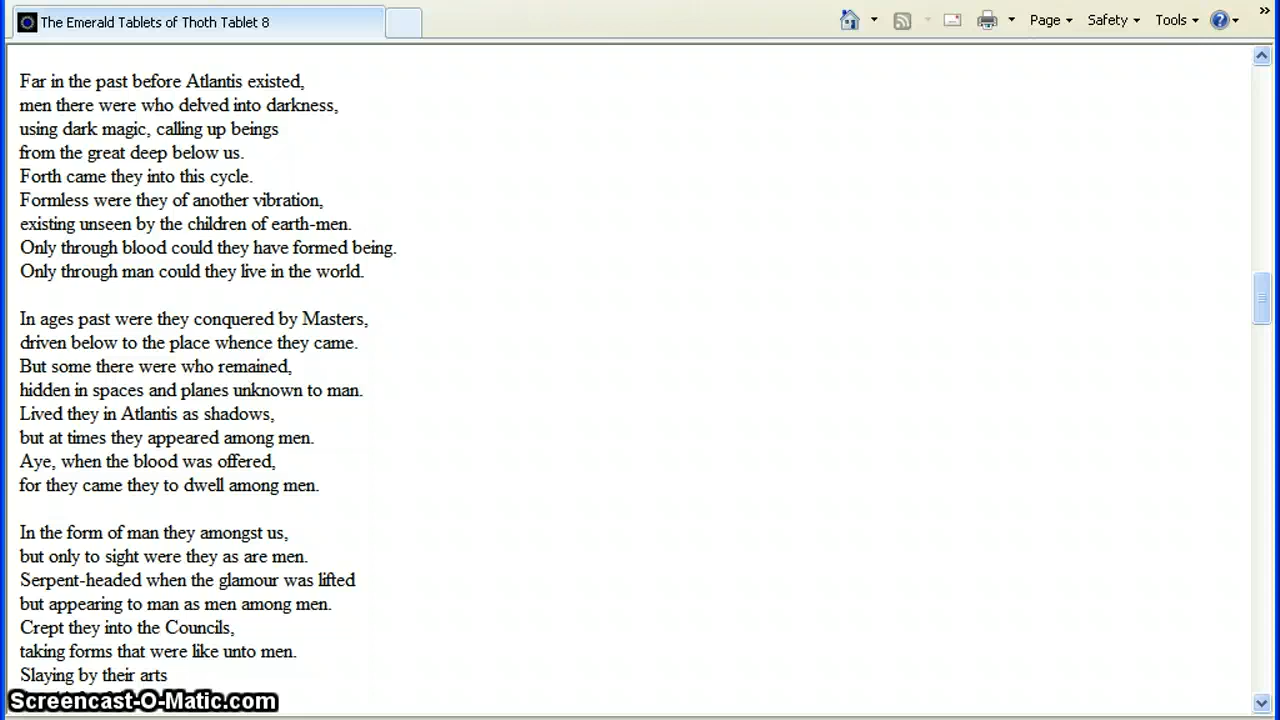 The Emerald Tablets of Thoth Tablet 8
Page
Safety
Tools
Far in the past before Atlantis existed,
men there were who delved into darkness,
using dark magic, calling up beings
from the great deep below us.
Forth came they into this cycle.
Formless were they of another vibration,
existing unseen by the children of earth-men.
Only through blood could they have formed being.
Only through man could they live in the world.
In ages past were they conquered by Masters,
driven below to the place whence they came.
But some there were who remained,
hidden in spaces and planes unknown to man.
Lived they in Atlantis as shadows,
but at times they appeared among men.
Aye, when the blood was offered,
for they came they to dwell among men.
In the form of man they amongst us,
but only to sight were they as are men.
Serpent-headed when the glamour was lifted
but appearing to man as men among men.
Crept they into the Councils,
taking forms that were like unto men.
Slaying by their arts
Screencast-O-Matic.com